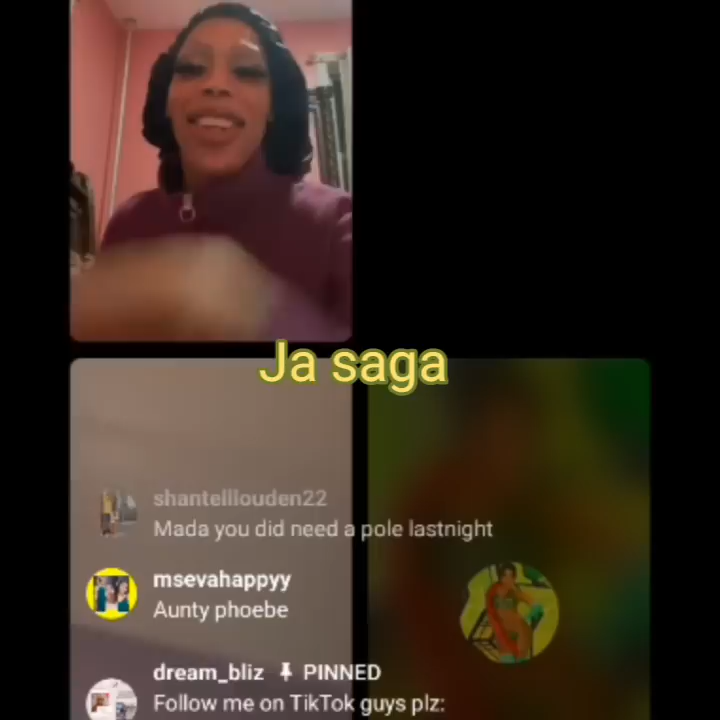 Ja saga
shantelllouden22
Mada you did need a pole lastnight
msevahappyy
Aunty phoebe
dream_bliz PINNED
Follow me on TikTok guys plz: